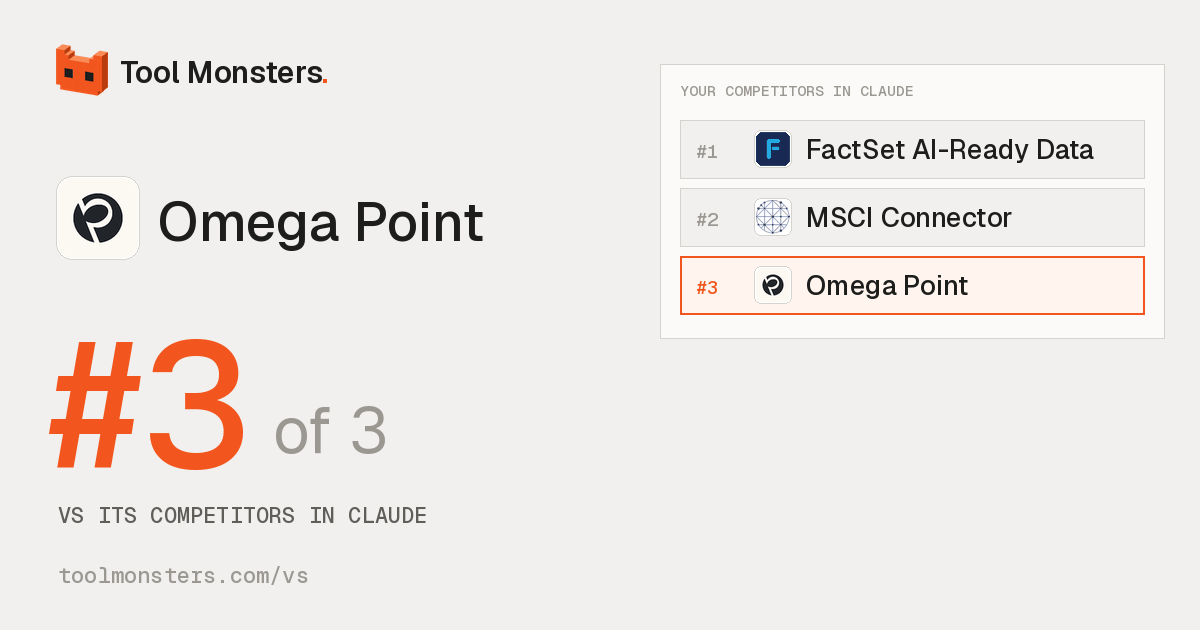 Tool Monsters.
Omega Point
#3 of 3
VS ITS COMPETITORS IN CLAUDE
toolmonsters.com/vs
YOUR COMPETITORS IN CLAUDE
#1 FactSet AI-Ready Data
#2 MSCI Connector
#3 Omega Point